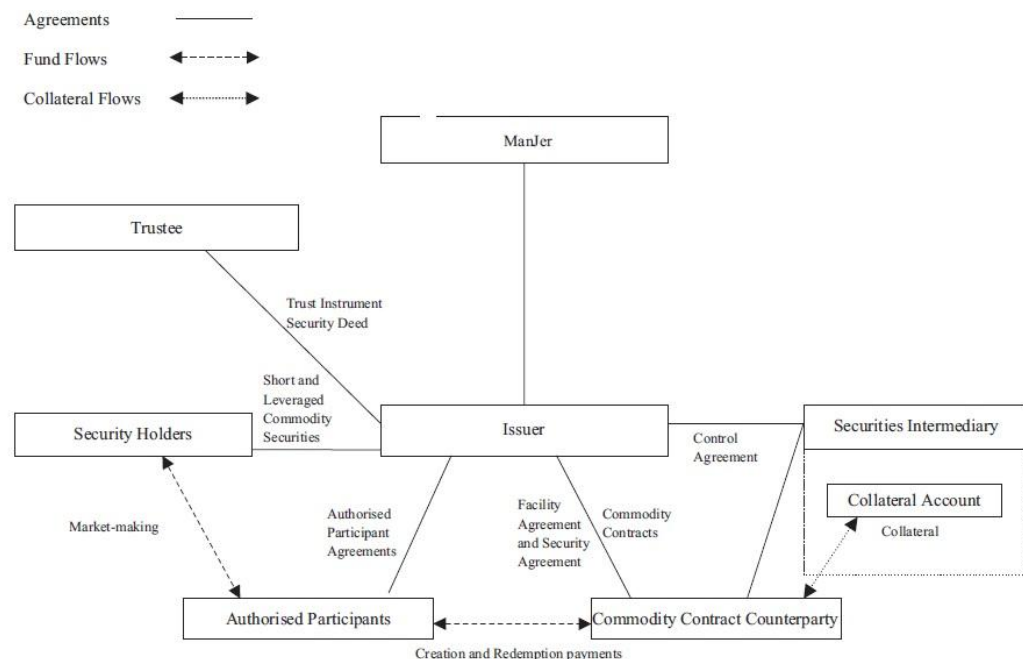 Agreements
Fund Flows
Collateral Flows
ManJer
Trustee
Trust Instrument
Security Deed
Short and
Leveraged
Commodity
Securities
Security Holders
Issuer
Control
Agreement
Securities Intermediary
Collateral Account
Collateral
Market-making
Authorised
Participant
Agreements
Facility
Agreement
and Security
Agreement
Commodity
Contracts
Authorised Participants
Commodity Contract Counterparty
Creation and Redemption payments